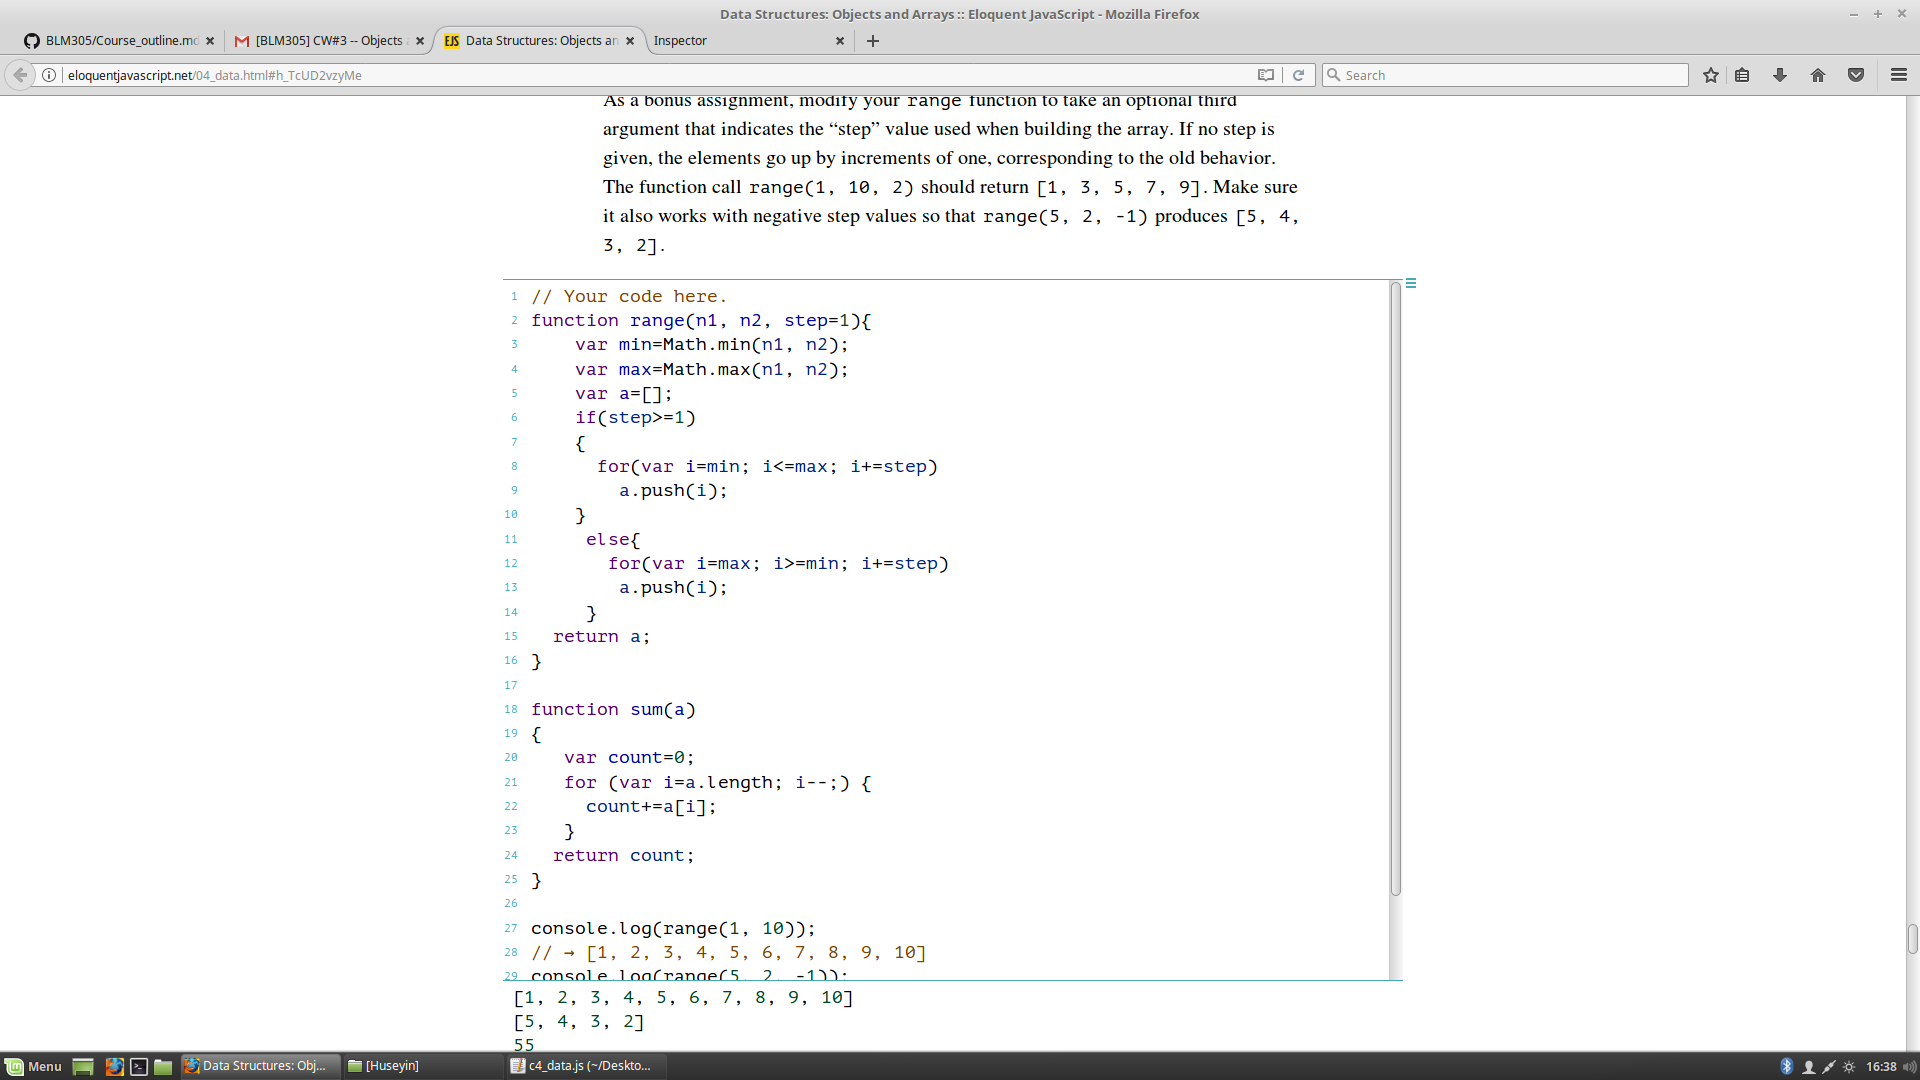 Data Structures: Objects and Arrays :: Eloquent JavaScript - Mozilla Firefox
BLM305/Course_outline.md
[BLM305] CW#3 -- Objects
EJS Data Structures: Objects an
Inspector
eloquentjavascript.net/04_data.html#h_TcUD2vzyMe
Search
As a bonus assignment, modify your range function to take an optional third
argument that indicates the “step” value used when building the array. If no step is
given, the elements go up by increments of one, corresponding to the old behavior.
The function call range(1, 10, 2) should return [1, 3, 5, 7, 9]. Make sure
it also works with negative step values so that range(5, 2, -1) produces [5, 4,
3, 2].
1 // Your code here.
2 function range(n1, n2, step=1){
3 var min=Math.min(n1, n2);
4 var max=Math.max(n1, n2);
5 var a=[];
6 if(step>=1)
7 {
8 for(var i=min; i<=max; i+=step)
9 a.push(i);
10 }
11 else{
12 for(var i=max; i>=min; i+=step)
13 a.push(i);
14 }
15 return a;
16 }
17
18 function sum(a)
19 {
20 var count=0;
21 for (var i=a.length; i--;) {
22 count+=a[i];
23 }
24 return count;
25 }
26
27 console.log(range(1, 10));
28 // → [1, 2, 3, 4, 5, 6, 7, 8, 9, 10]
29 console.log(range(5, 2, -1));
[1, 2, 3, 4, 5, 6, 7, 8, 9, 10]
[5, 4, 3, 2]
55
Menu
Data Structures: Obj...
[Huseyin]
c4_data.js (~/Deskto...
16:38